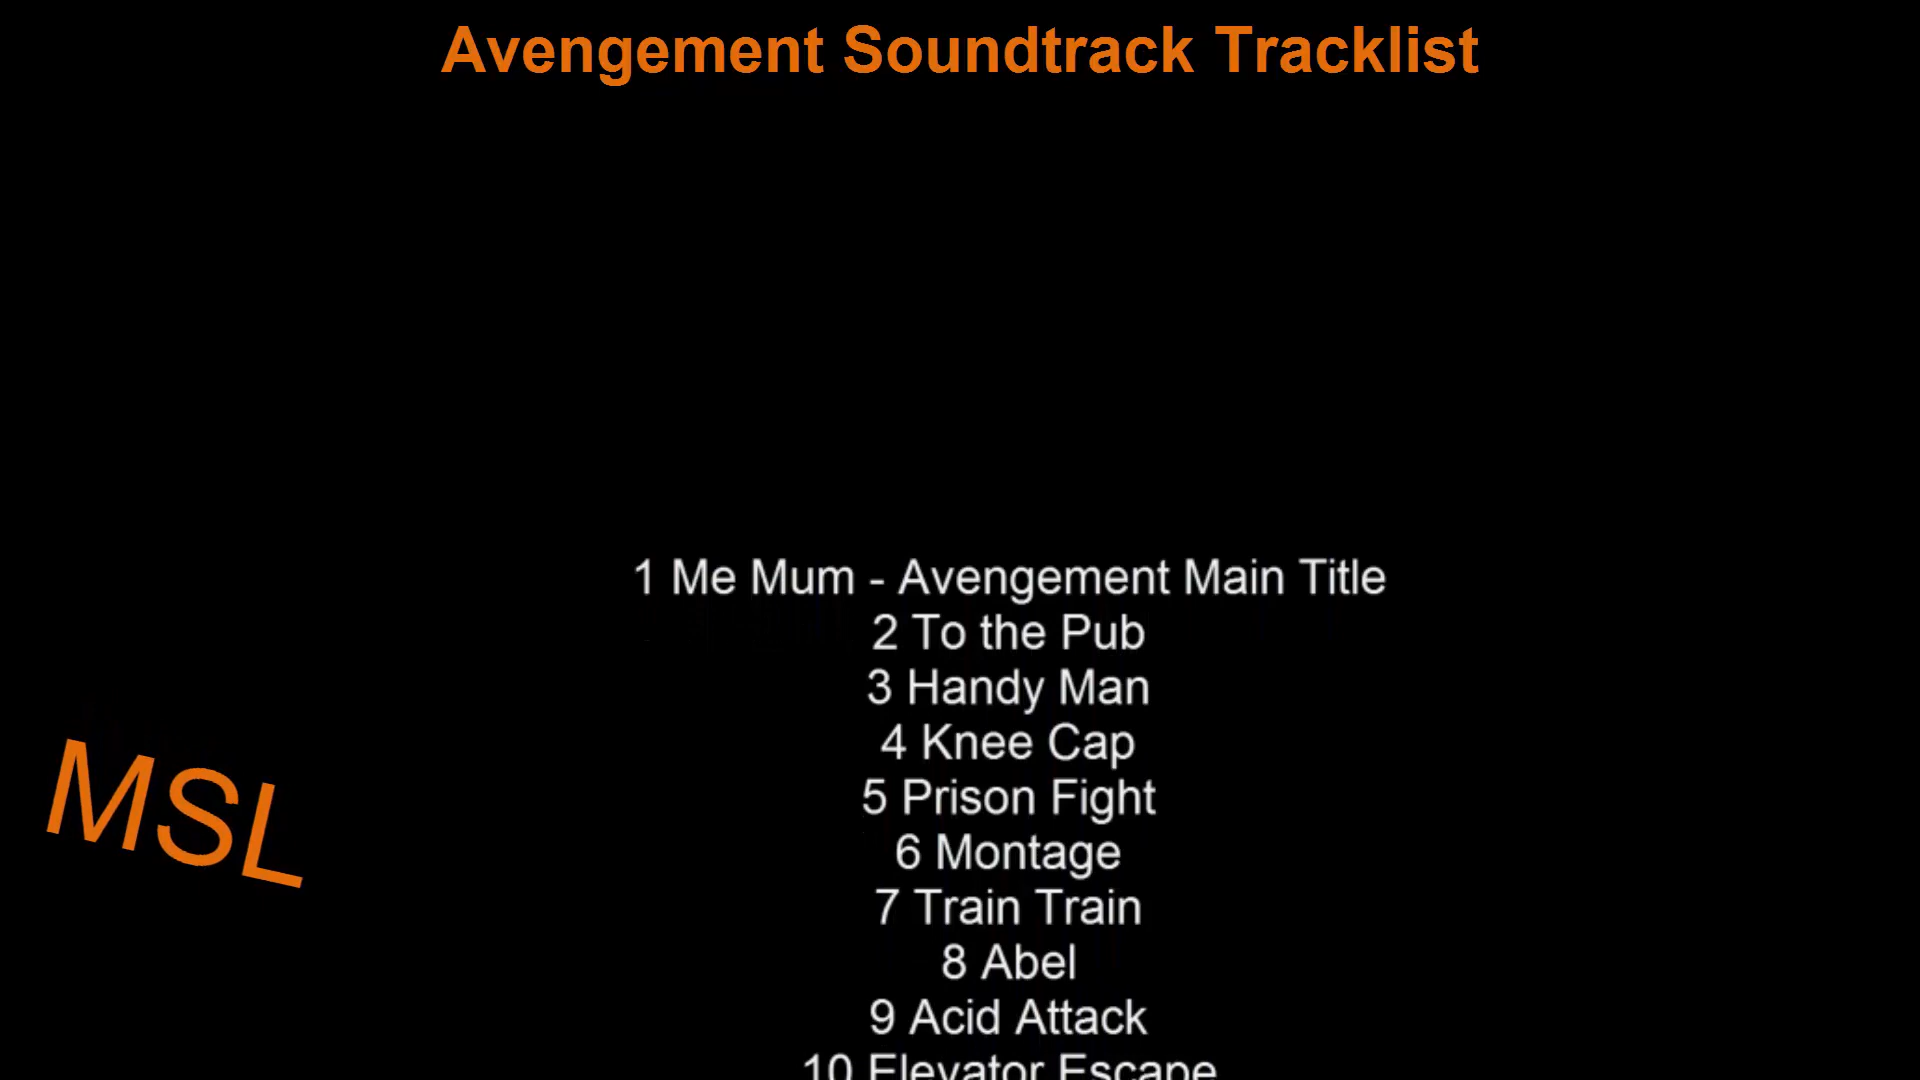 Avengement Soundtrack Tracklist
1 Me Mum - Avengement Main Title
2 To the Pub
3 Handy Man
4 Knee Cap
5 Prison Fight
6 Montage
7 Train Train
8 Abel
9 Acid Attack
10 Elevator Escape
MSL